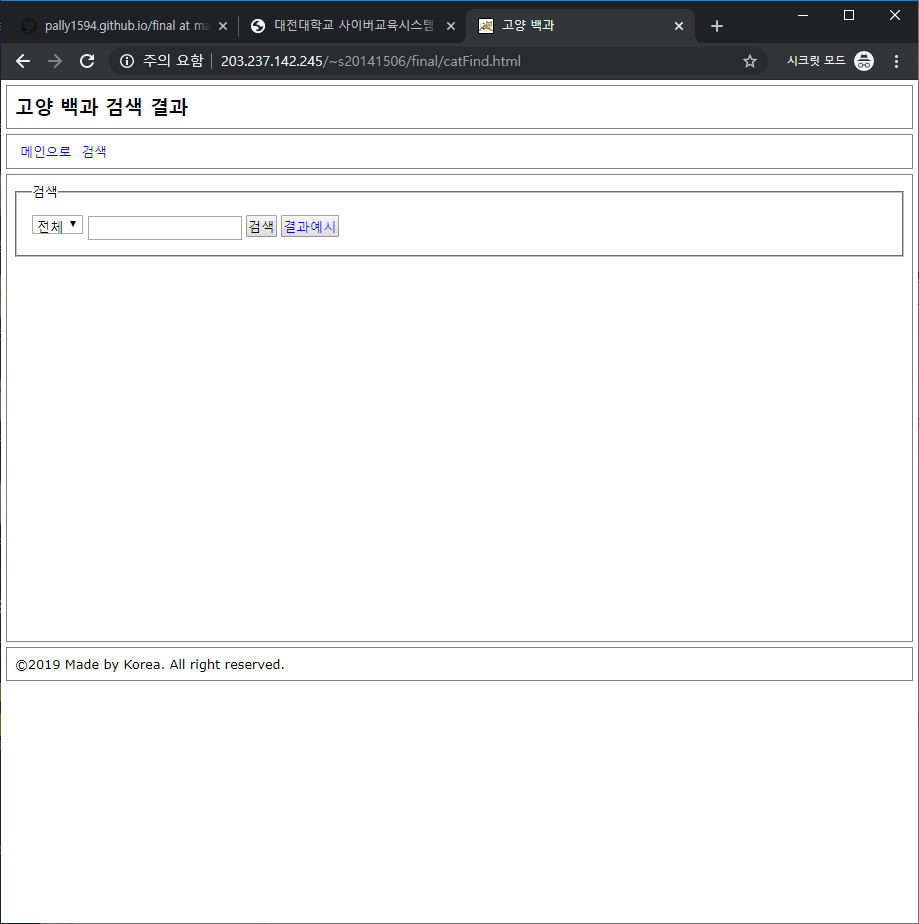 pally1594.github.io/final at ma
대전대학교 사이버교육시스템
고양 백과
주의 요함 203.237.142.245/~s20141506/final/catFind.html 시크릿 모드
고양 백과 검색 결과
메인으로 검색
검색
전체 검색 결과예시
©2019 Made by Korea. All right reserved.